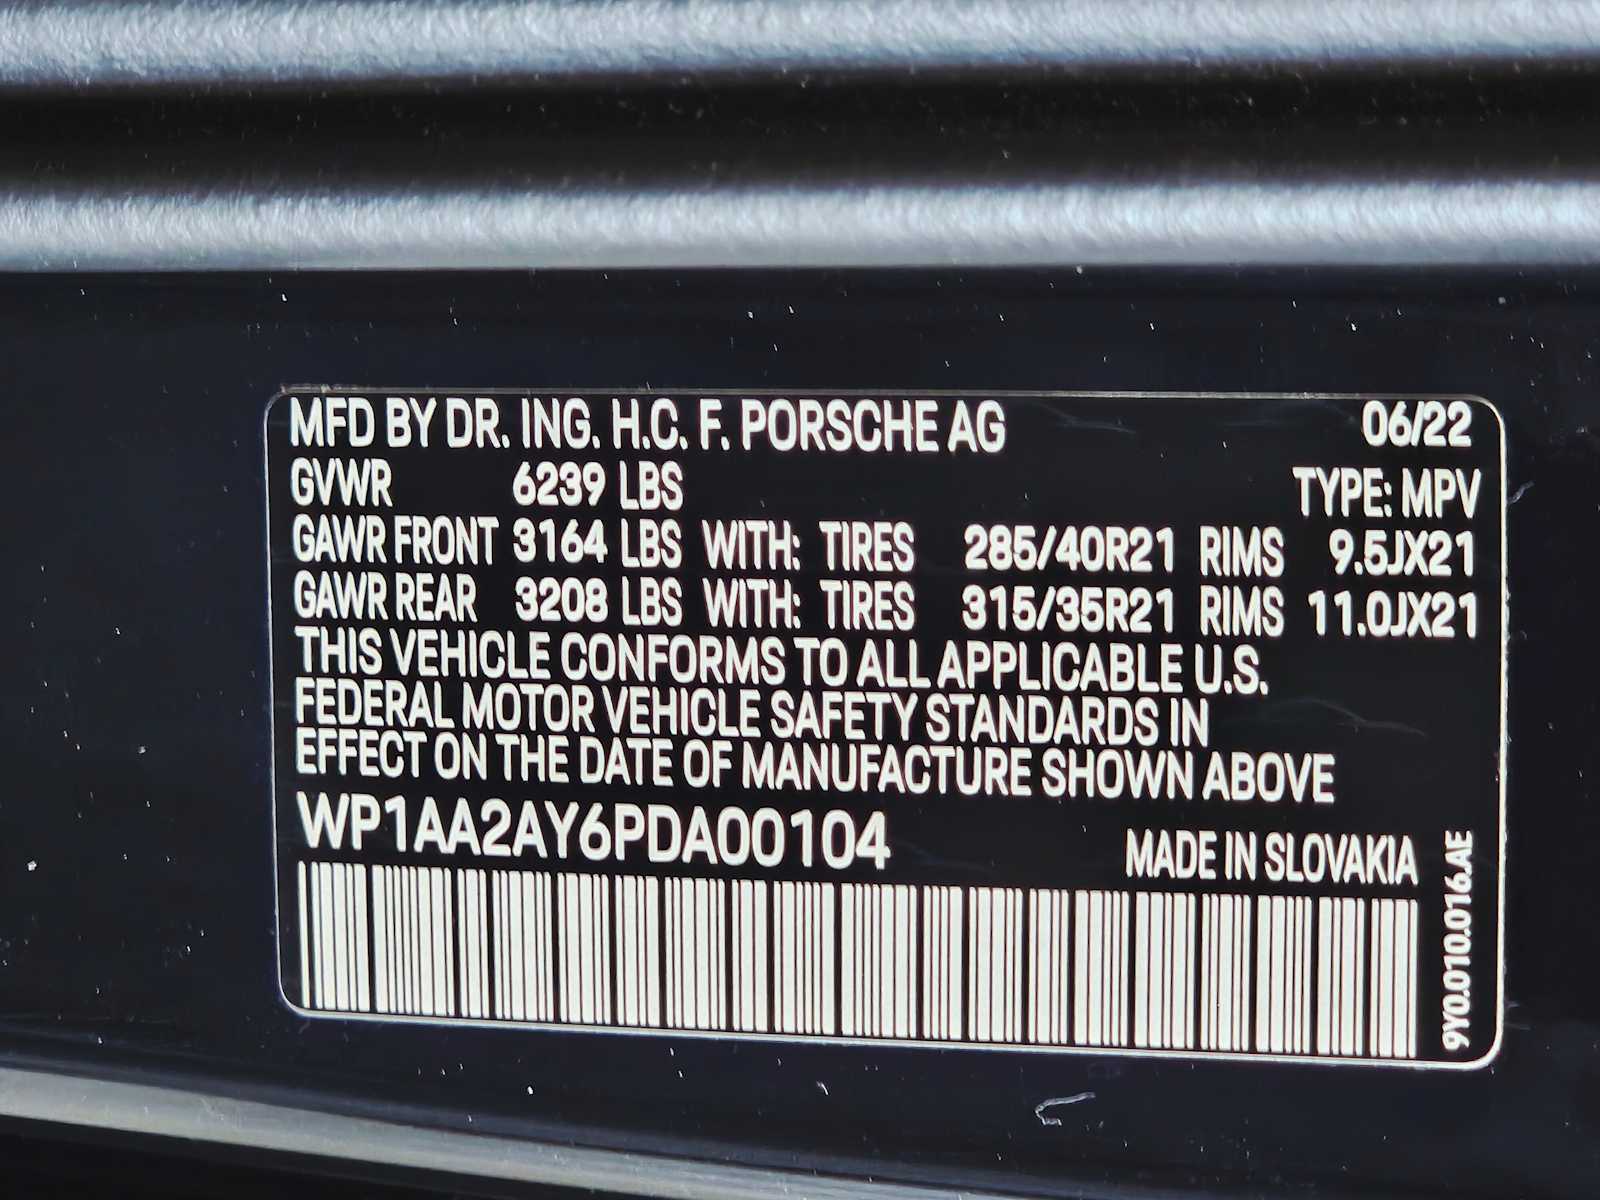 MFD BY DR. ING. H.C. F. PORSCHE AG 06/22
GVWR 6239 LBS TYPE: MPV
GAWR FRONT 3164 LBS WITH: TIRES 285/40R21 RIMS 9.5JX21
GAWR REAR 3208 LBS WITH: TIRES 315/35R21 RIMS 11.0JX21
THIS VEHICLE CONFORMS TO ALL APPLICABLE U.S.
FEDERAL MOTOR VEHICLE SAFETY STANDARDS IN
EFFECT ON THE DATE OF MANUFACTURE SHOWN ABOVE
WP1AA2AY6PDA00104 MADE IN SLOVAKIA
9Y0.010.016.AE